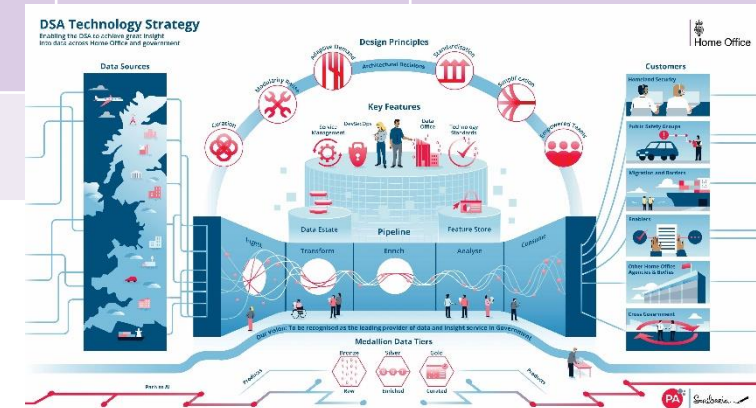 DSA Technology Strategy
Enabling the DSA to achieve great insight
into data across Home Office and government
Home Office
Data Sources
Design Principles
Architectural Decisions
Curation
Modularity
Adaptive Demand
Standardisation
Simplification
Empowered Teams
Key Features
Service
Management
DevSecOps
Data
Office
Technology
Standards
Data Estate
Feature Store
Pipeline
Ingest
Transform
Enrich
Analyse
Consume
Our Vision: To be recognised as the leading provider of data and insight service in Government
Medallion Data Tiers
Bronze
Silver
Gold
Raw
Enriched
Curated
Products
Products
Customers
Homeland Security
Public Safety Groups
Migration and Borders
Enablers
Other Home Office
Agencies & Bodies
Cross Government
PA